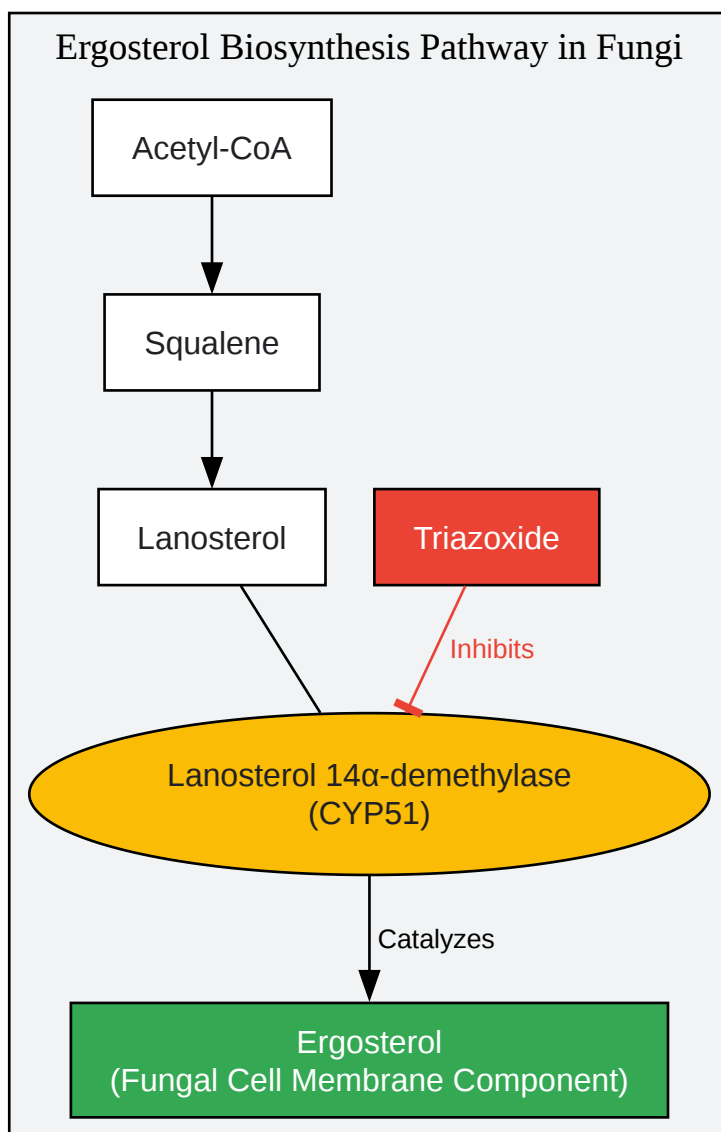 Ergosterol Biosynthesis Pathway in Fungi
Acetyl-CoA
Squalene
Lanosterol
Triazoxide
Inhibits
Lanosterol 14α-demethylase
(CYP51)
Catalyzes
Ergosterol
(Fungal Cell Membrane Component)